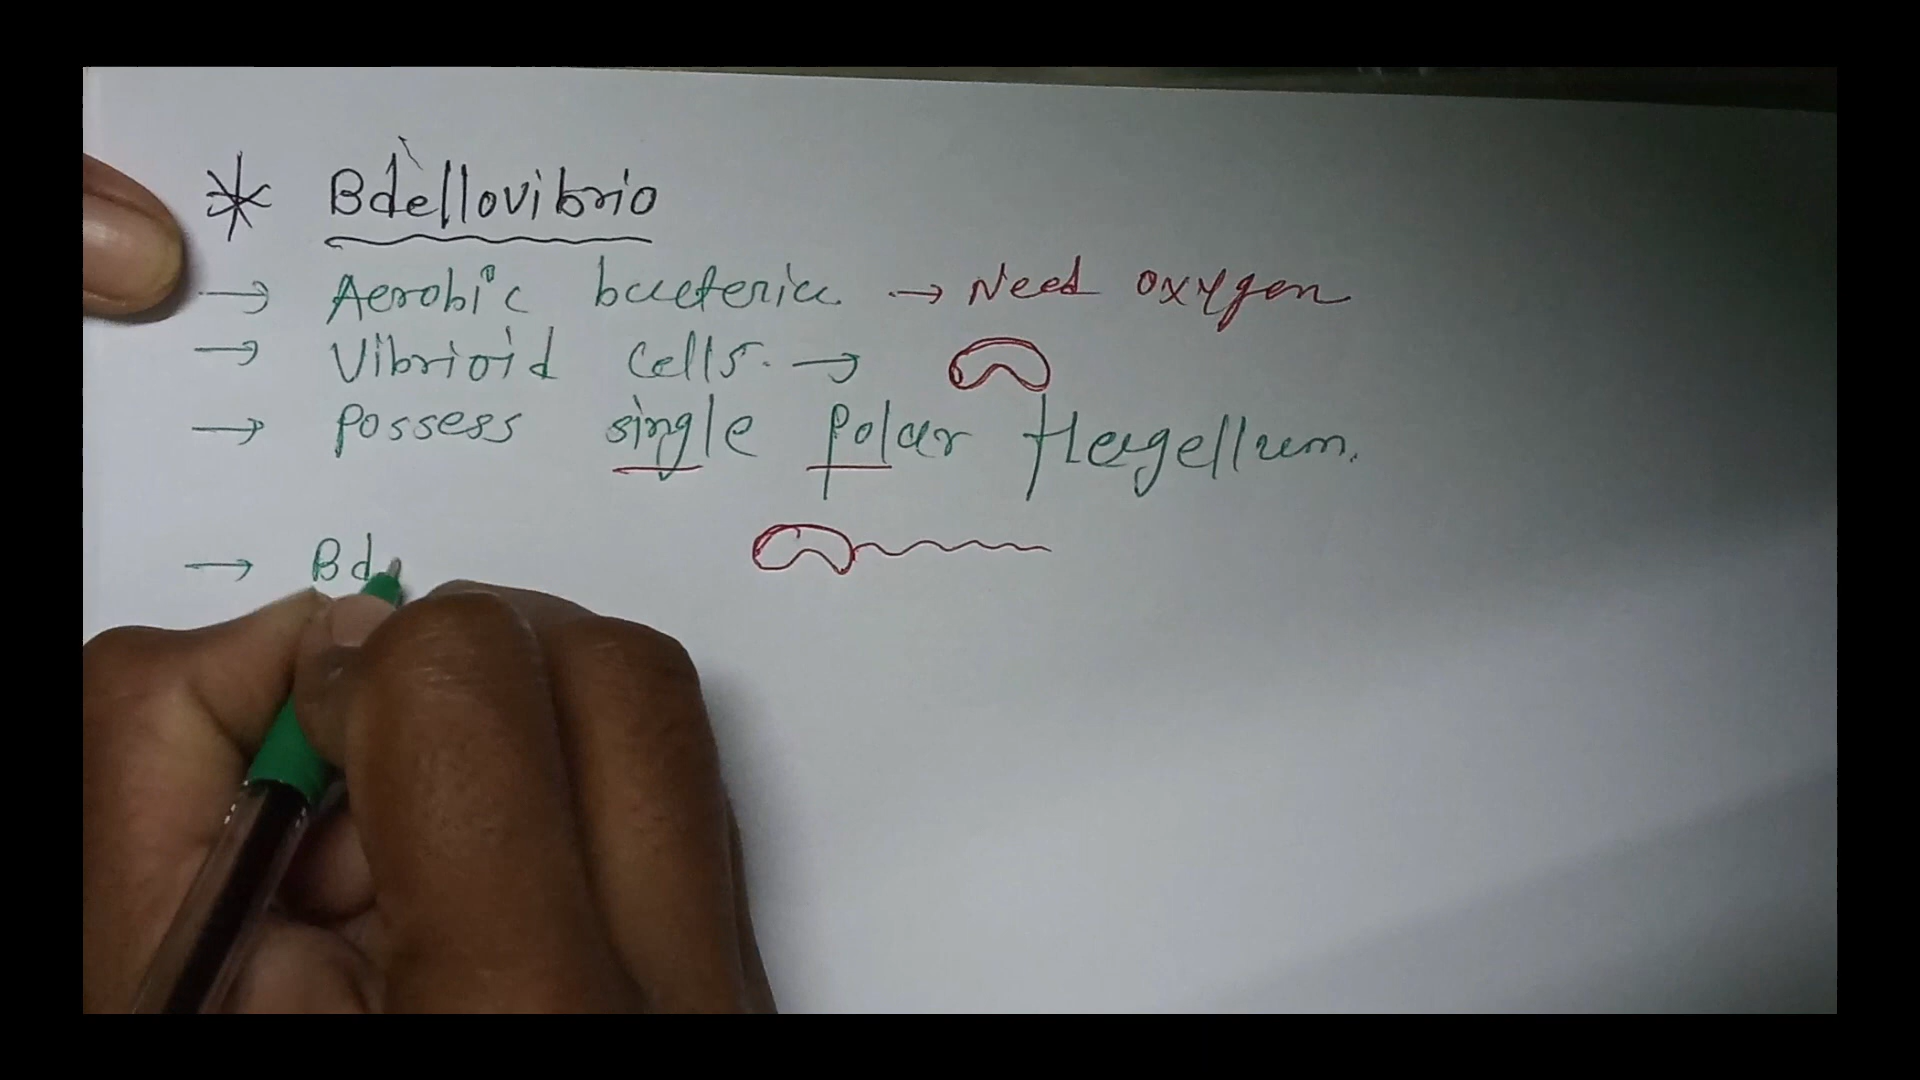 * Bdellovibrio
→ Aerobic bacteria. → Need oxygen
→ Vibrioid cells. →
→ Possess single polar flagellum.
→ Bd